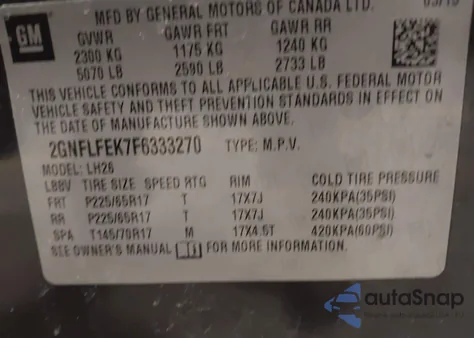 MFD BY GENERAL MOTORS OF CANADA LTD.
GM
GVWR GAWR FRT GAWR RR
2300 KG 1175 KG 1240 KG
5070 LB 2590 LB 2733 LB
THIS VEHICLE CONFORMS TO ALL APPLICABLE U.S. FEDERAL MOTOR
VEHICLE SAFETY AND THEFT PREVENTION STANDARDS IN EFFECT ON
THE DATE OF MANUFACTURE SHOWN ABOVE.
2GNFLFEK7F6333270 TYPE: M.P.V.
MODEL: LH26
LBBV TIRE SIZE SPEED RTG RIM COLD TIRE PRESSURE
FRT P225/65R17 T 17X7J 240KPA(35PSI)
RR P225/65R17 T 17X7J 240KPA(35PSI)
SPA T145/70R17 M 17X4.5T 420KPA(60PSI)
SEE OWNER'S MANUAL FOR MORE INFORMATION.
autoSnap